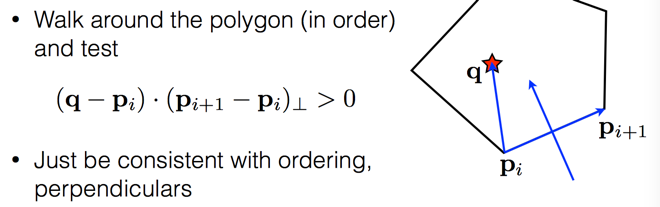 • Walk around the polygon (in order)
and test
(q − pᵢ) · (pᵢ₊₁ − pᵢ)⊥ > 0
• Just be consistent with ordering,
perpendiculars
q
pᵢ₊₁
pᵢ